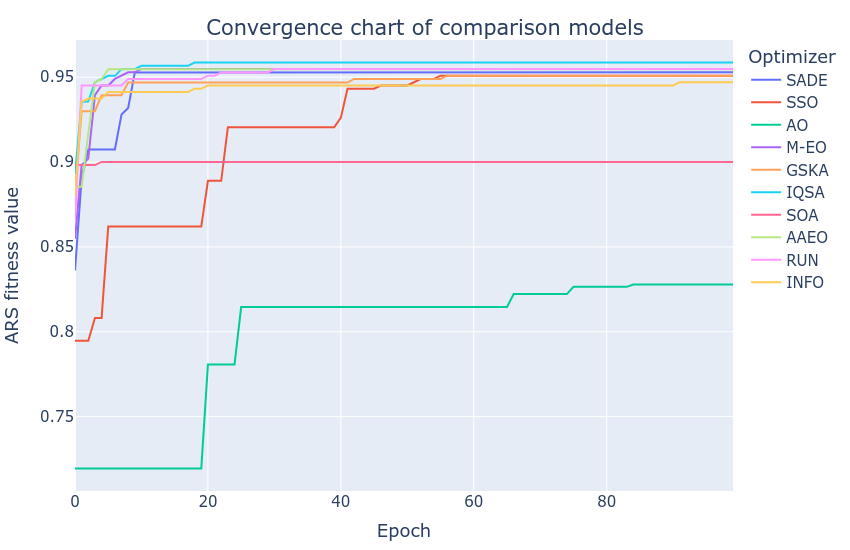 Convergence chart of comparison models
ARS fitness value
0.95
0.9
0.85
0.8
0.75
0
20
40
60
80
Epoch
Optimizer
SADE
SSO
AO
M-EO
GSKA
IQSA
SOA
AAEO
RUN
INFO